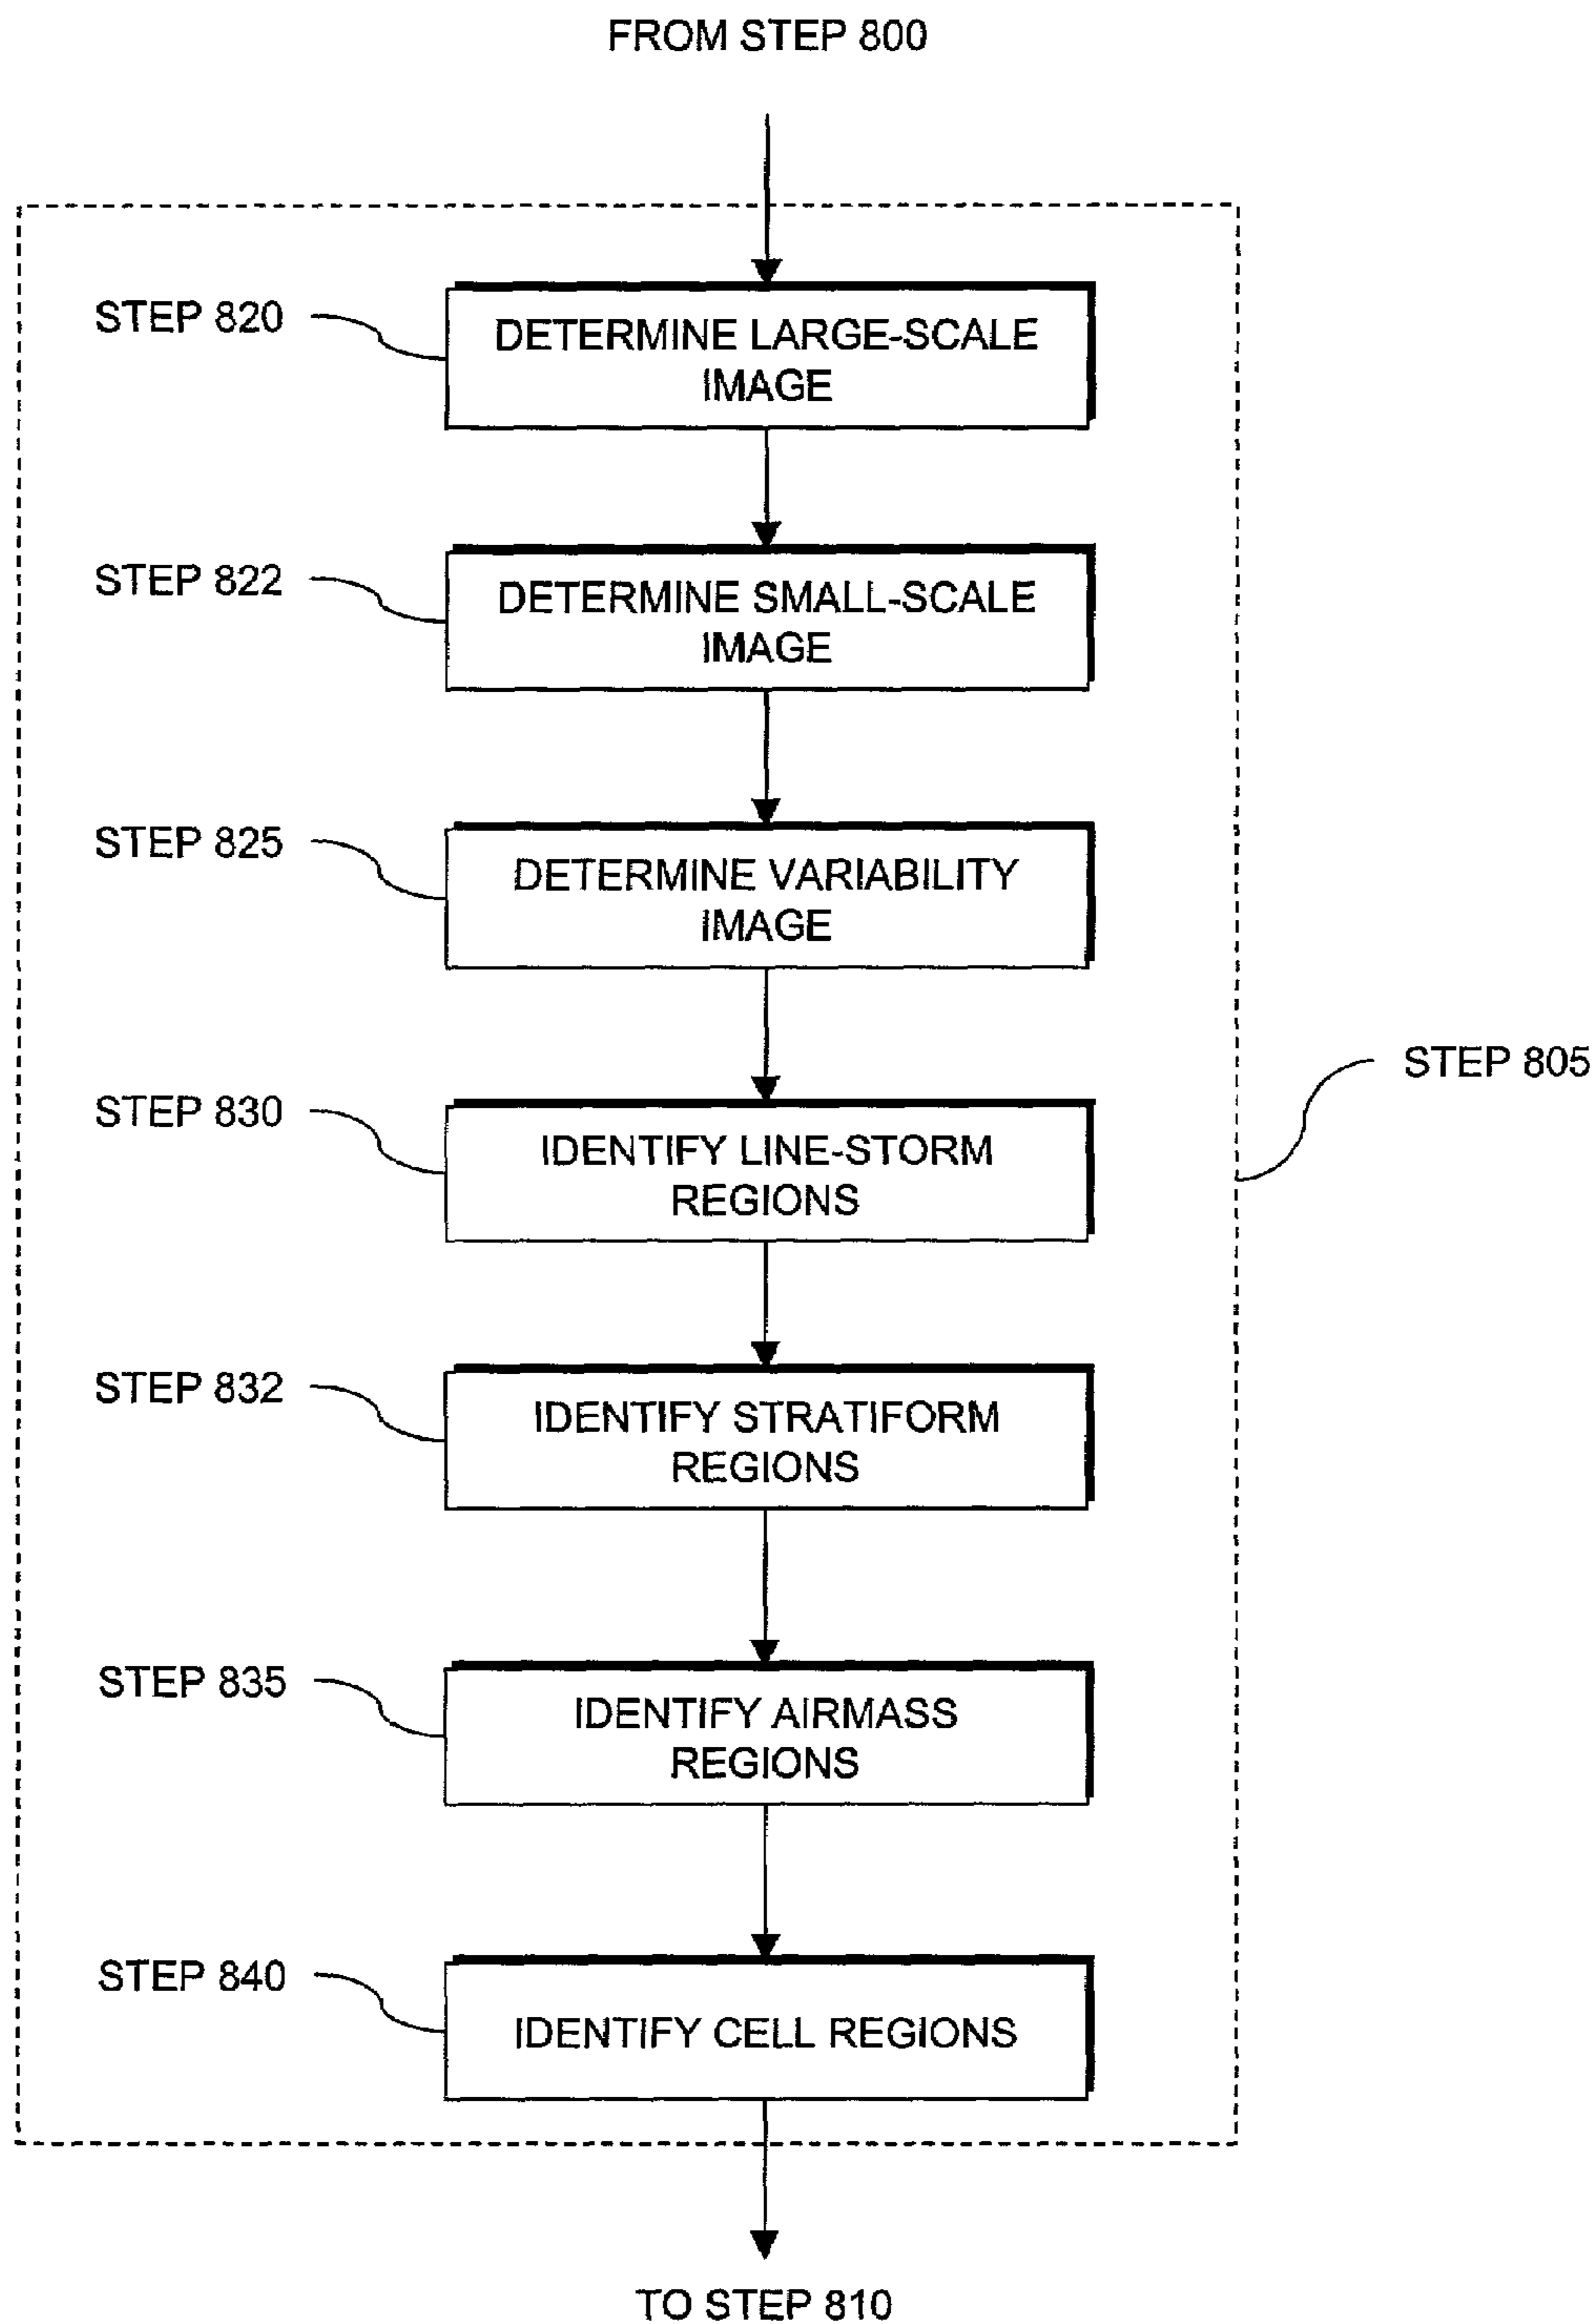 FROM STEP 800
STEP 820
DETERMINE LARGE-SCALE
IMAGE
STEP 822
DETERMINE SMALL-SCALE
IMAGE
STEP 825
DETERMINE VARIABILITY
IMAGE
STEP 805
STEP 830
IDENTIFY LINE-STORM
REGIONS
STEP 832
IDENTIFY STRATIFORM
REGIONS
STEP 835
IDENTIFY AIRMASS
REGIONS
STEP 840
IDENTIFY CELL REGIONS
TO STEP 810